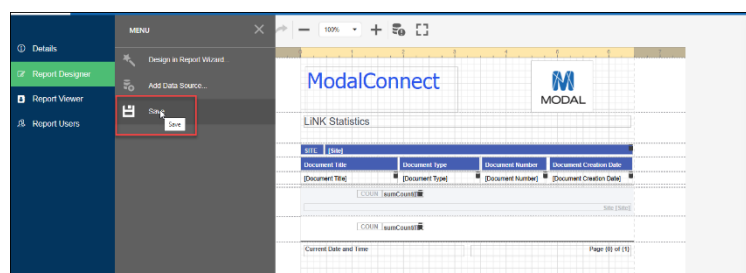 MENU
100%
Details
Report Designer
Report Viewer
Report Users
Design in Report Wizard...
Add Data Source...
Save
Save
ModalConnect
MODAL
LiNK Statistics
SITE [Site]
Document Title Document Type Document Number Document Creation Date
[Document Title] [Document Type] [Document Number] [Document Creation Date]
COUN
Site [Site]
COUN
Current Date and Time Page {0} of {1}